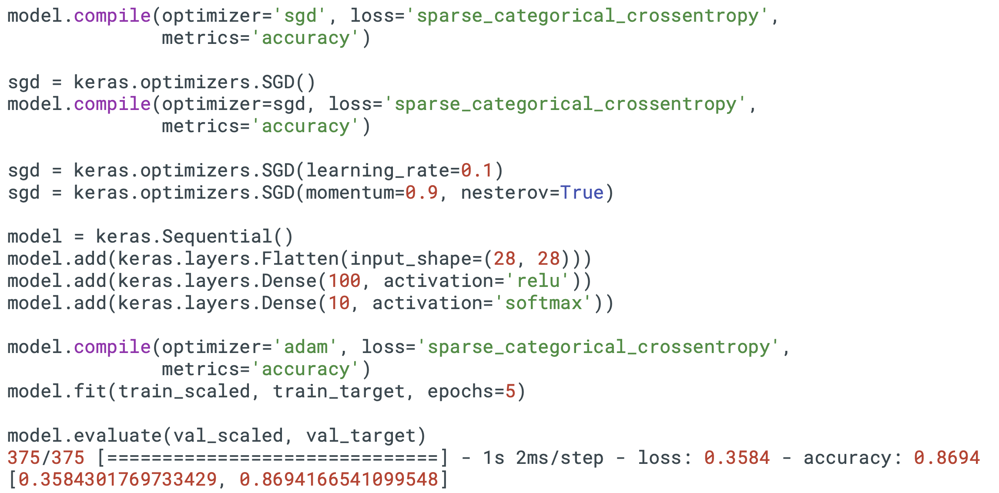 model.compile(optimizer='sgd', loss='sparse_categorical_crossentropy',
              metrics='accuracy')

sgd = keras.optimizers.SGD()
model.compile(optimizer=sgd, loss='sparse_categorical_crossentropy',
              metrics='accuracy')

sgd = keras.optimizers.SGD(learning_rate=0.1)
sgd = keras.optimizers.SGD(momentum=0.9, nesterov=True)

model = keras.Sequential()
model.add(keras.layers.Flatten(input_shape=(28, 28)))
model.add(keras.layers.Dense(100, activation='relu'))
model.add(keras.layers.Dense(10, activation='softmax'))

model.compile(optimizer='adam', loss='sparse_categorical_crossentropy',
              metrics='accuracy')
model.fit(train_scaled, train_target, epochs=5)

model.evaluate(val_scaled, val_target)
375/375 [==============================] - 1s 2ms/step - loss: 0.3584 - accuracy: 0.8694
[0.3584301769733429, 0.8694166541099548]